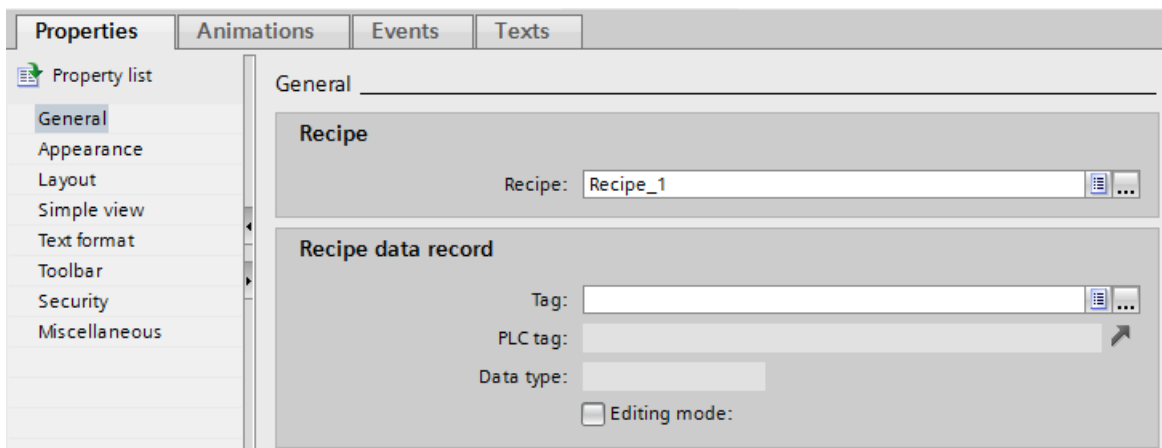 Properties Animations Events Texts
Property list
General
Appearance
Layout
Simple view
Text format
Toolbar
Security
Miscellaneous
General
Recipe
Recipe: Recipe_1
...
Recipe data record
Tag:
...
PLC tag:
Data type:
Editing mode: